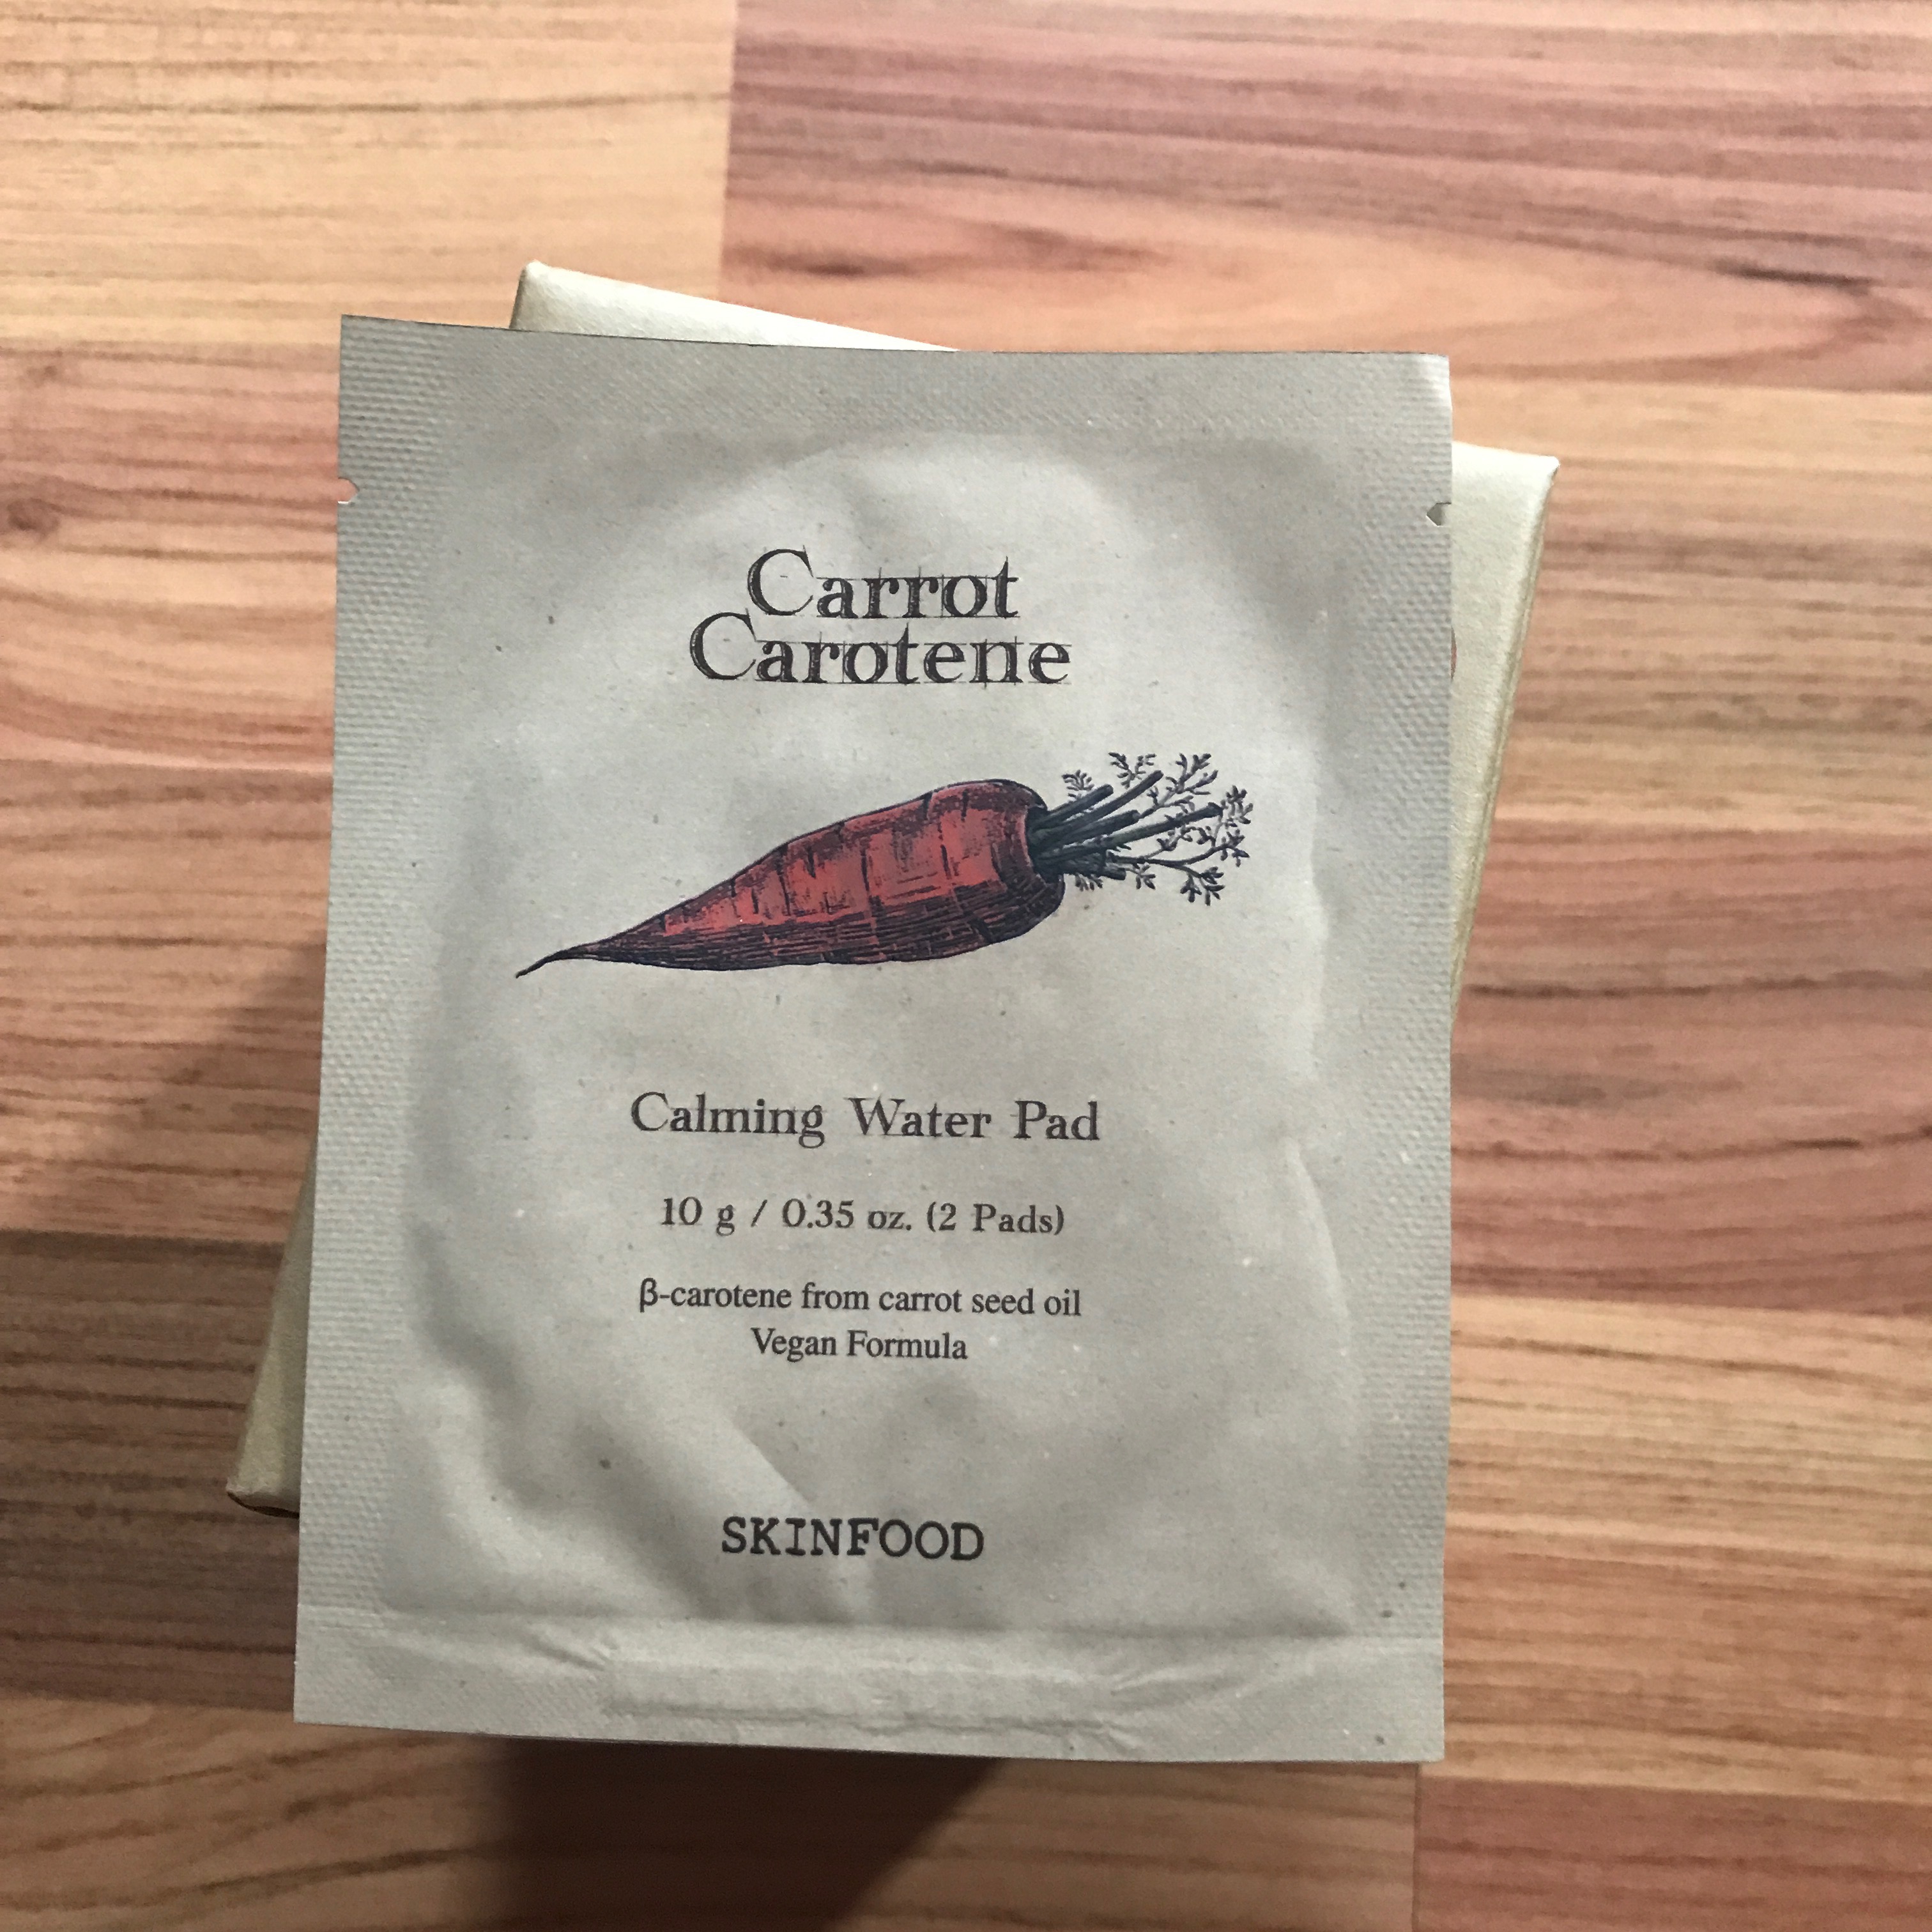 Carrot
Carotene
Calming Water Pad
10 g / 0.35 oz. (2 Pads)
β-carotene from carrot seed oil
Vegan Formula
SKINFOOD